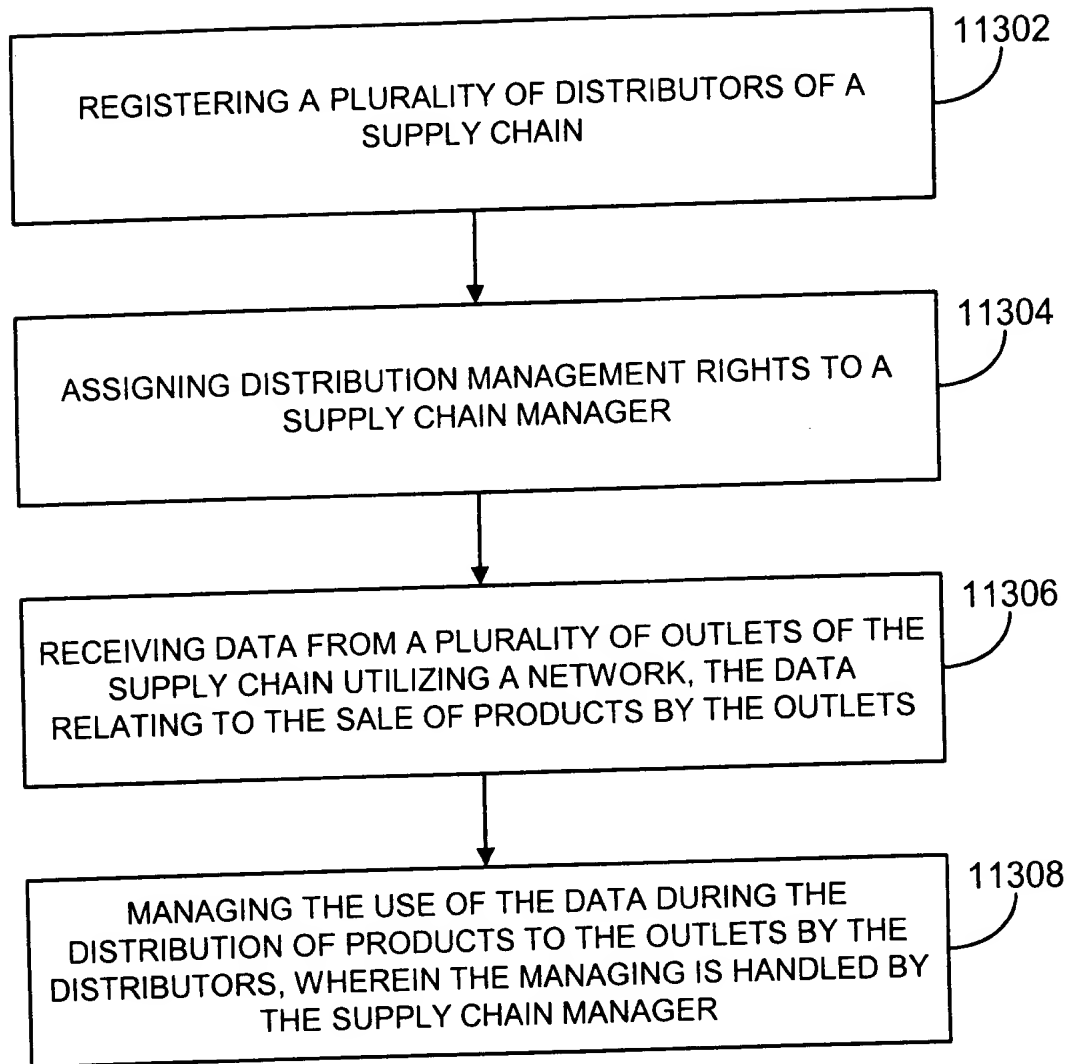 11302
REGISTERING A PLURALITY OF DISTRIBUTORS OF A
SUPPLY CHAIN
11304
ASSIGNING DISTRIBUTION MANAGEMENT RIGHTS TO A
SUPPLY CHAIN MANAGER
11306
RECEIVING DATA FROM A PLURALITY OF OUTLETS OF THE
SUPPLY CHAIN UTILIZING A NETWORK, THE DATA
RELATING TO THE SALE OF PRODUCTS BY THE OUTLETS
11308
MANAGING THE USE OF THE DATA DURING THE
DISTRIBUTION OF PRODUCTS TO THE OUTLETS BY THE
DISTRIBUTORS, WHEREIN THE MANAGING IS HANDLED BY
THE SUPPLY CHAIN MANAGER